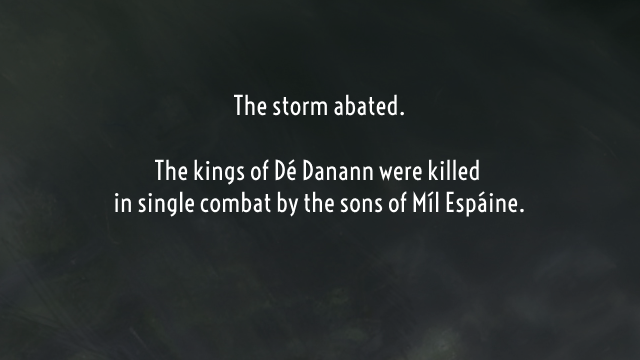 The storm abated.
The kings of Dé Danann were killed
in single combat by the sons of Míl Espáine.